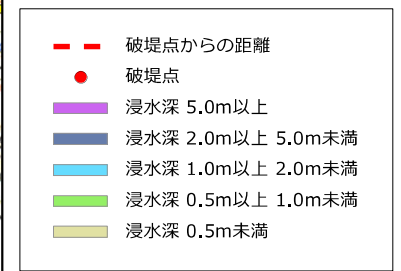 破堤点からの距離
破堤点
浸水深 5.0m以上
浸水深 2.0m以上 5.0m未満
浸水深 1.0m以上 2.0m未満
浸水深 0.5m以上 1.0m未満
浸水深 0.5m未満